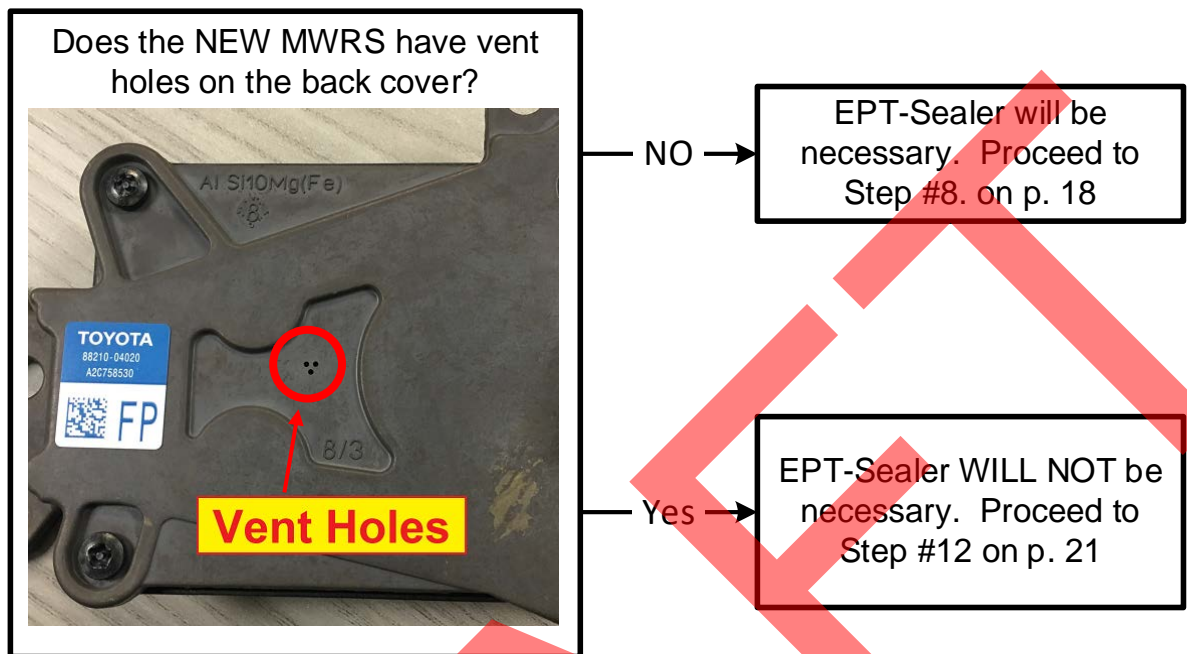 Does the NEW MWRS have vent
holes on the back cover?
Al Si10Mg(Fe)
8
TOYOTA
88210-04020
A2C758530
FP
8/3
Vent Holes
NO
EPT-Sealer will be
necessary.  Proceed to
Step #8. on p. 18
Yes
EPT-Sealer WILL NOT be
necessary.  Proceed to
Step #12 on p. 21